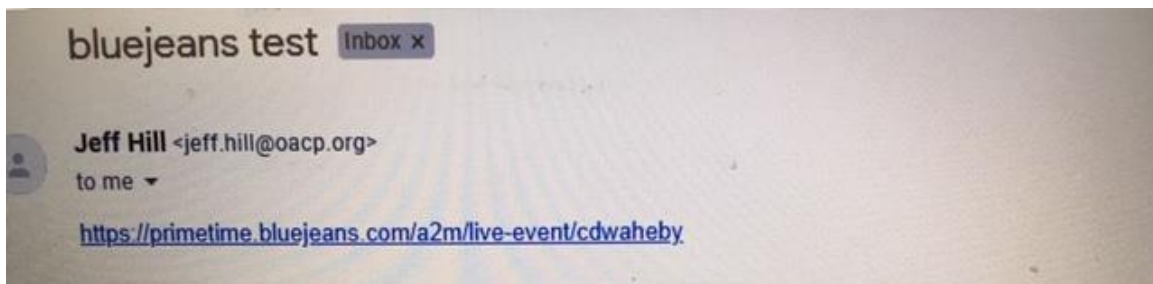 bluejeans test Inbox x
Jeff Hill <jeff.hill@oacp.org>
to me
https://primetime.bluejeans.com/a2m/live-event/cdwaheby